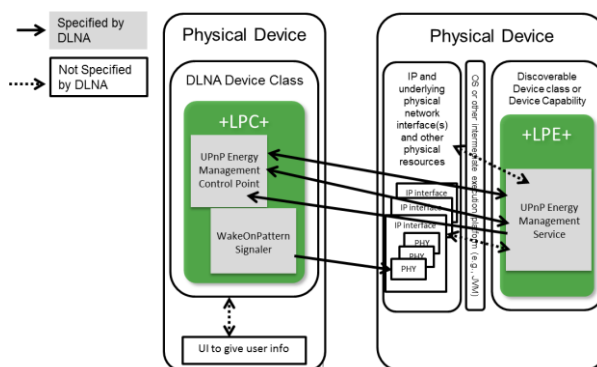 Specified by
DLNA
Not Specified
by DLNA
Physical Device
DLNA Device Class
+LPC+
UPnP Energy
Management
Control Point
WakeOnPattern
Signaler
UI to give user info
Physical Device
IP and
underlying
physical
network
interface(s)
and other
physical
resources
IP interface
IP interface
IP interface
PHY
PHY
PHY
OS or other intermediate execution platform (e.g., JVM)
Discoverable
Device class or
Device Capability
+LPE+
UPnP Energy
Management
Service